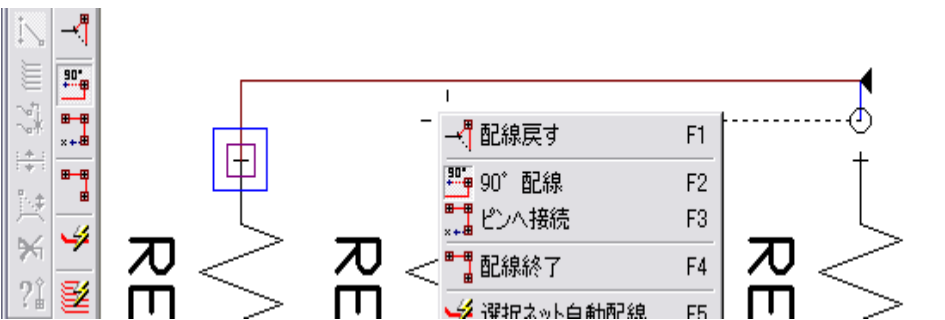 90°
配線戻す F1
90° 90° 配線 F2
ピンへ接続 F3
配線終了 F4
選択ネット自動配線 F5
RE
RE
RE